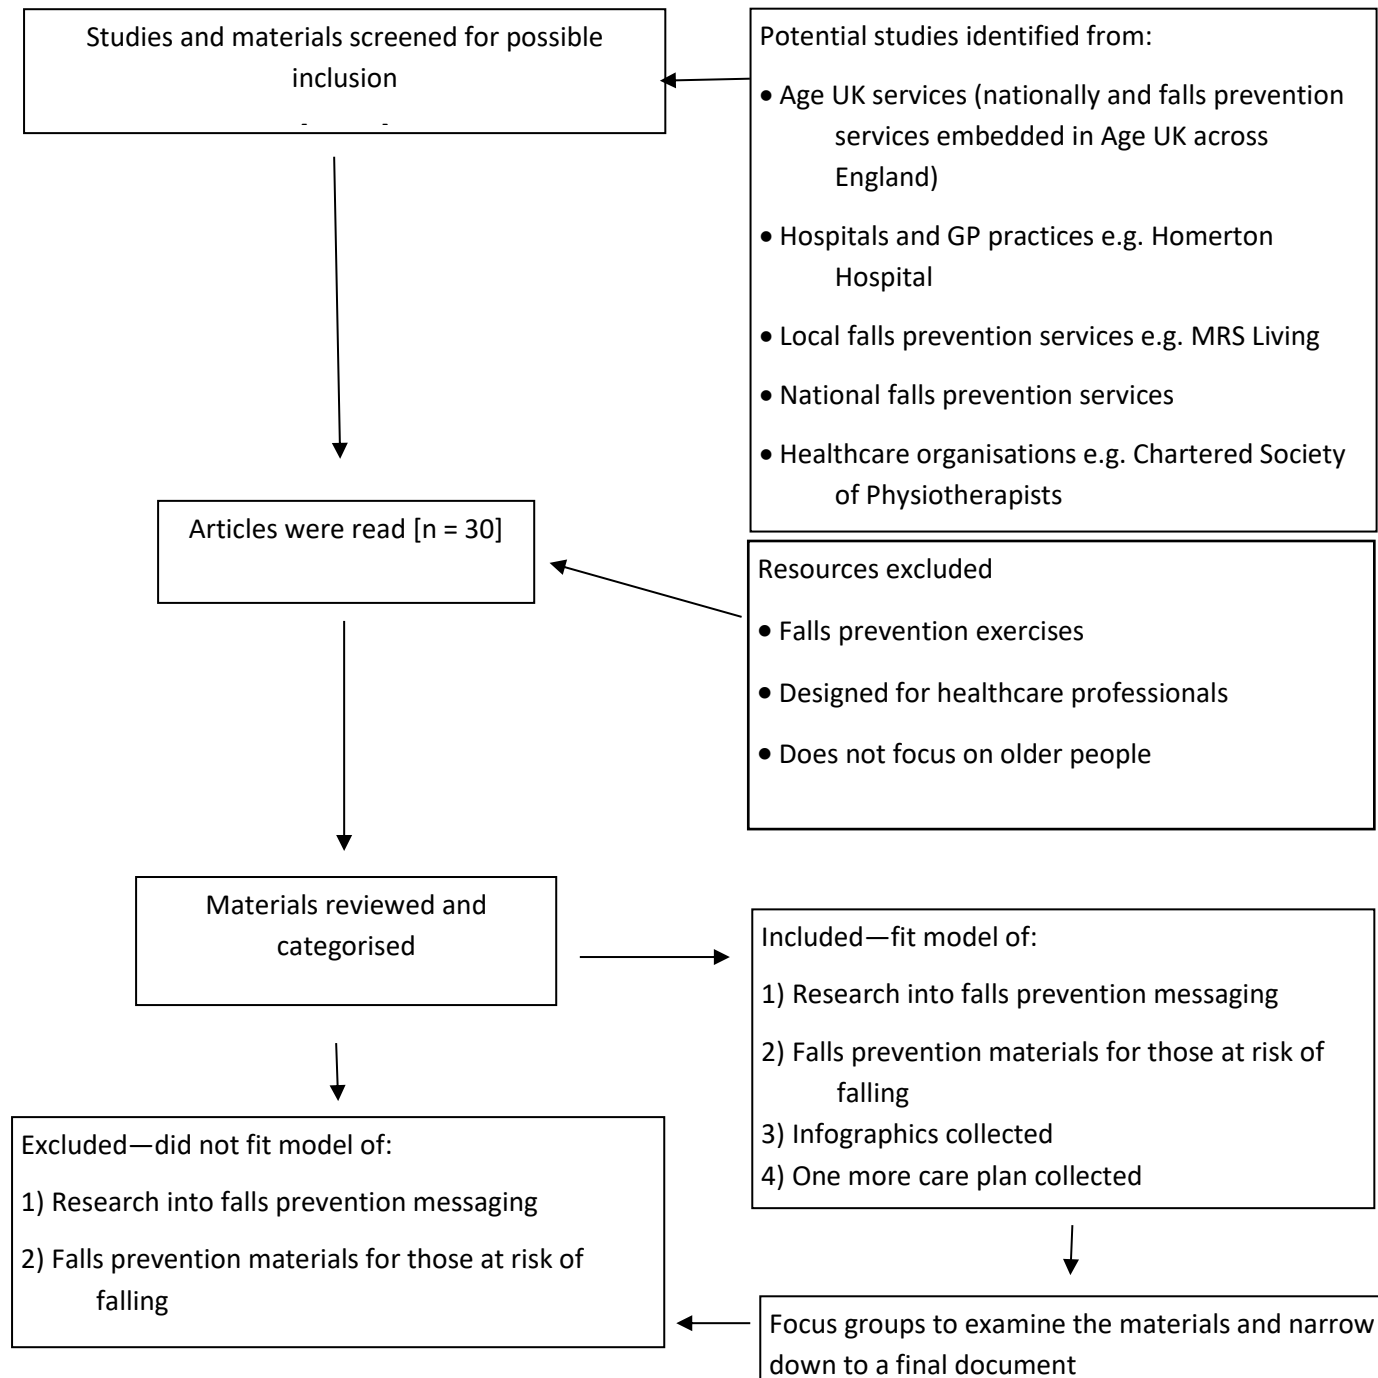 Studies and materials screened for possible
inclusion
Potential studies identified from:
• Age UK services (nationally and falls prevention
services embedded in Age UK across
England)
• Hospitals and GP practices e.g. Homerton
Hospital
• Local falls prevention services e.g. MRS Living
• National falls prevention services
• Healthcare organisations e.g. Chartered Society
of Physiotherapists
Articles were read [n = 30]
Resources excluded
• Falls prevention exercises
• Designed for healthcare professionals
• Does not focus on older people
Materials reviewed and
categorised
Included—fit model of:
1) Research into falls prevention messaging
2) Falls prevention materials for those at risk of
falling
3) Infographics collected
4) One more care plan collected
Excluded—did not fit model of:
1) Research into falls prevention messaging
2) Falls prevention materials for those at risk of
falling
Focus groups to examine the materials and narrow
down to a final document